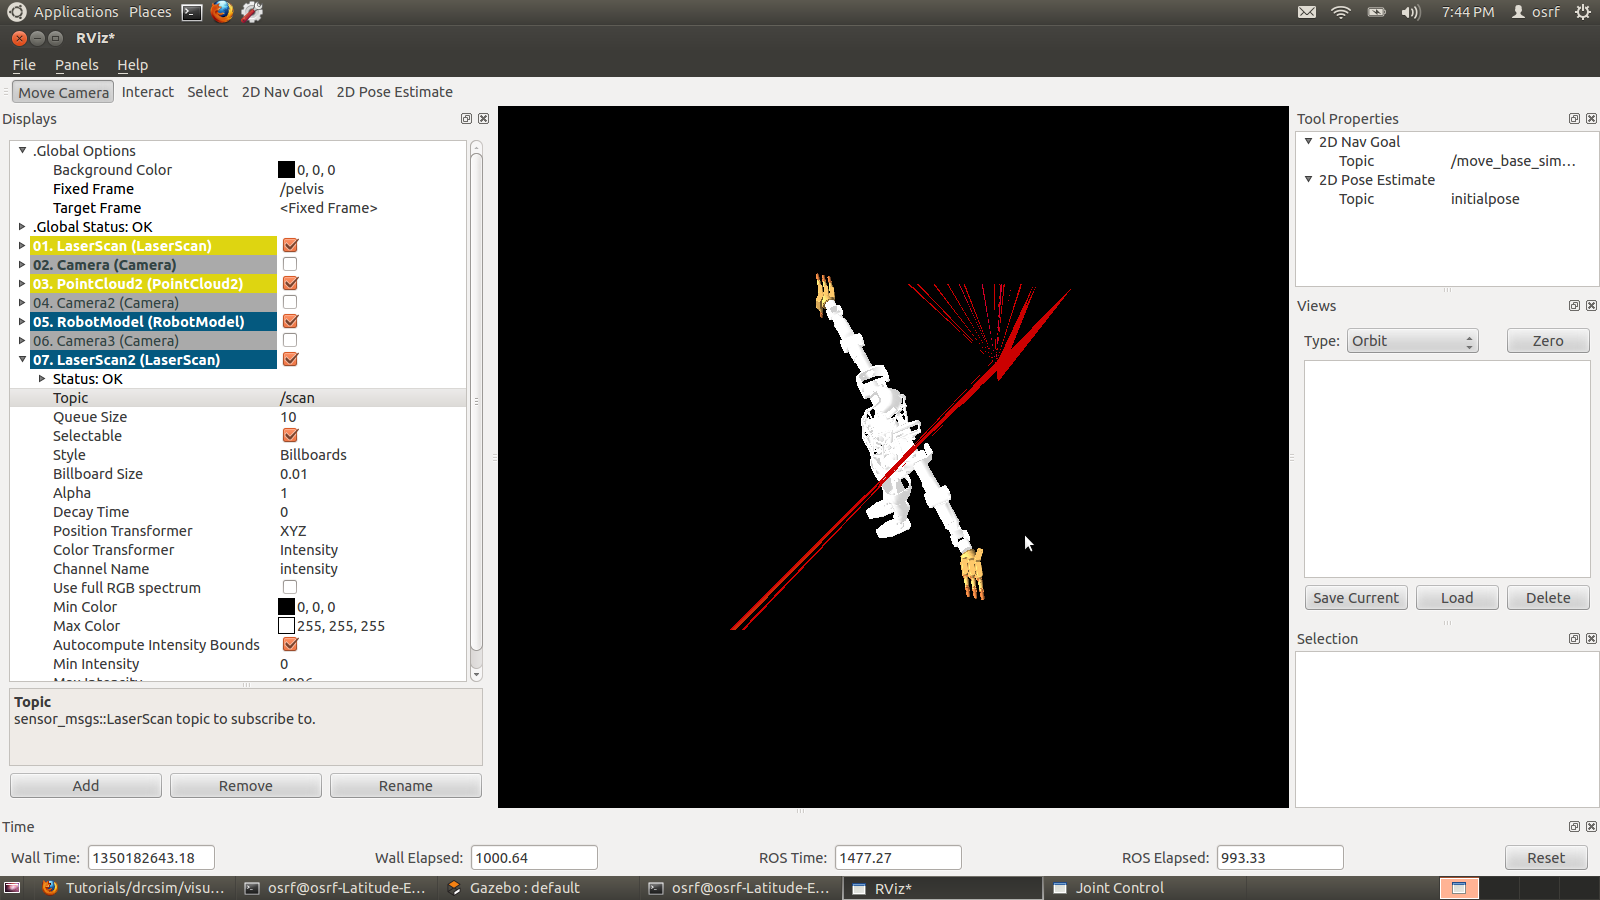 Applications Places 7:44 PM osrf
RViz*
File Panels Help
Move Camera Interact Select 2D Nav Goal 2D Pose Estimate
Displays
.Global Options
Background Color 0, 0, 0
Fixed Frame /pelvis
Target Frame <Fixed Frame>
.Global Status: OK
01. LaserScan (LaserScan)
02. Camera (Camera)
03. PointCloud2 (PointCloud2)
04. Camera2 (Camera)
05. RobotModel (RobotModel)
06. Camera3 (Camera)
07. LaserScan2 (LaserScan)
Status: OK
Topic /scan
Queue Size 10
Selectable
Style Billboards
Billboard Size 0.01
Alpha 1
Decay Time 0
Position Transformer XYZ
Color Transformer Intensity
Channel Name intensity
Use full RGB spectrum
Min Color 0, 0, 0
Max Color 255, 255, 255
Autocompute Intensity Bounds
Min Intensity 0
Max Intensity 4096
Topic
sensor_msgs::LaserScan topic to subscribe to.
Add Remove Rename
Tool Properties
2D Nav Goal
Topic /move_base_sim...
2D Pose Estimate
Topic initialpose
Views
Type: Orbit Zero
Save Current Load Delete
Selection
Time
Wall Time: 1350182643.18 Wall Elapsed: 1000.64 ROS Time: 1477.27 ROS Elapsed: 993.33 Reset
Tutorials/drcsim/visu... osrf@osrf-Latitude-E... Gazebo : default osrf@osrf-Latitude-E... RViz* Joint Control